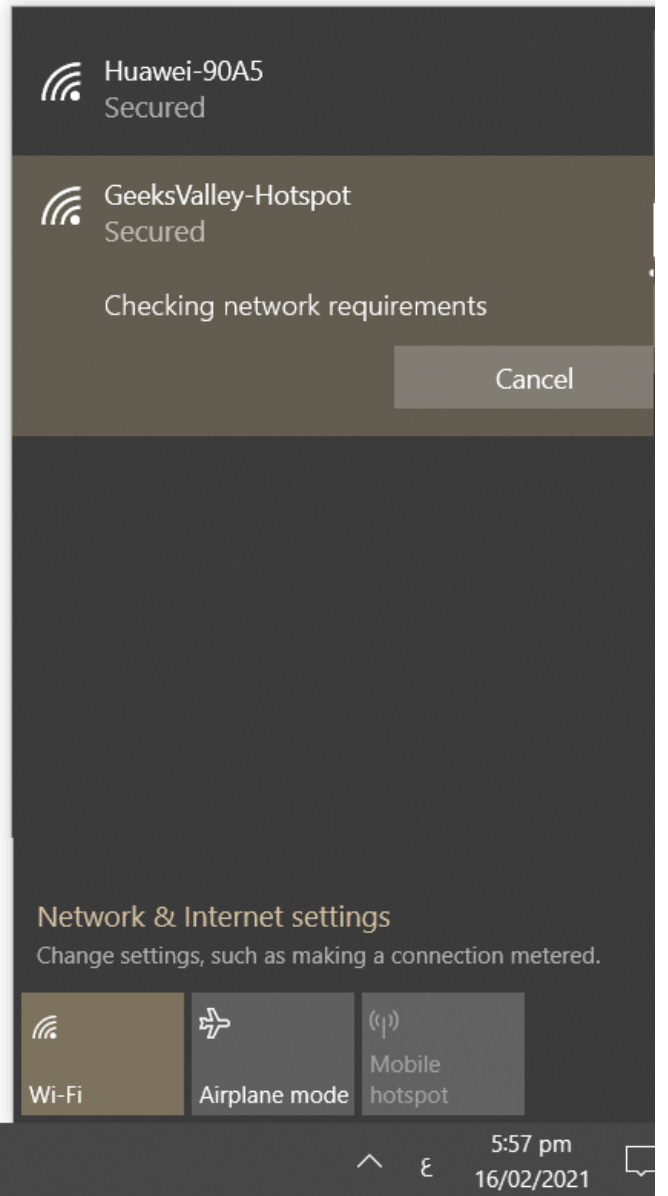 Huawei-90A5
Secured
GeeksValley-Hotspot
Secured
Checking network requirements
Cancel
Network & Internet settings
Change settings, such as making a connection metered.
Wi-Fi
Airplane mode
Mobile
hotspot
ع
5:57 pm
16/02/2021